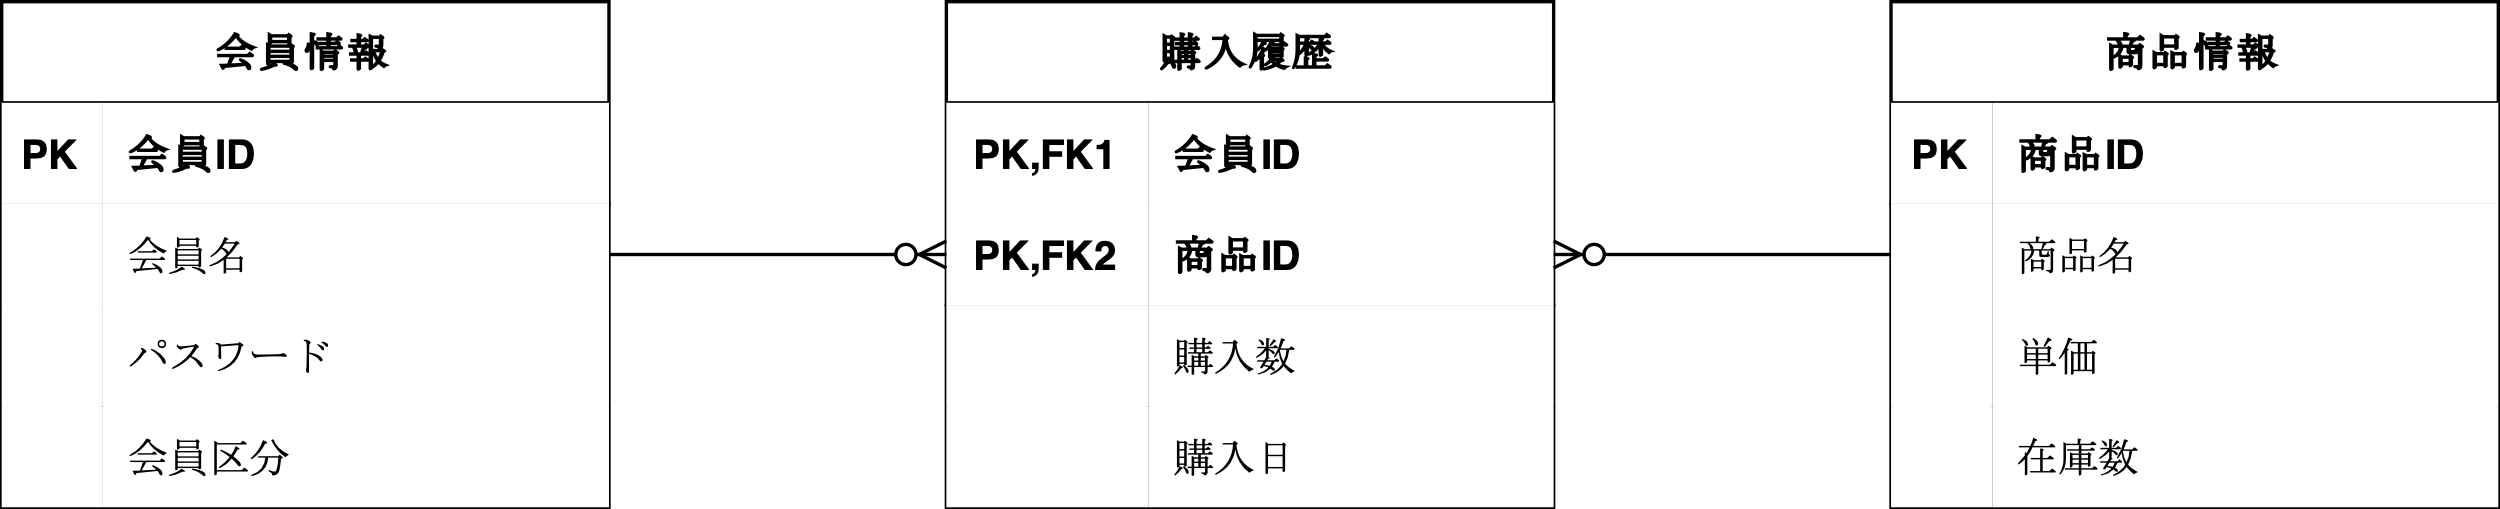 会員情報
PK 会員ID
会員名
パスワード
会員区分
購入履歴
PK,FK1 会員ID
PK,FK2 商品ID
購入数
購入日
商品情報
PK 商品ID
商品名
単価
在庫数